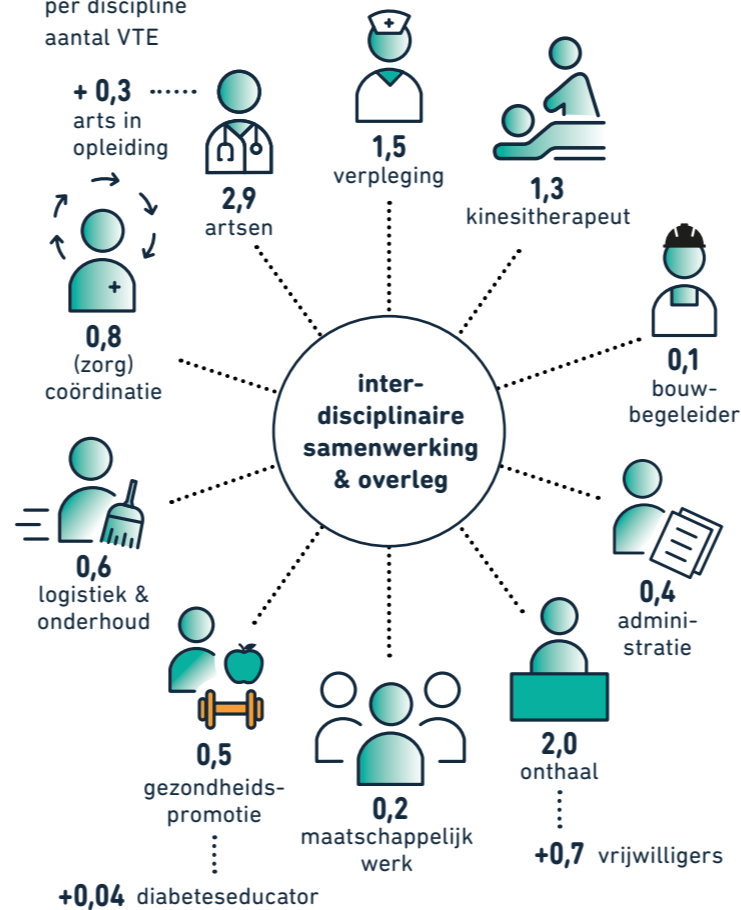 per discipline
aantal VTE
+ 0,3
arts in
opleiding
2,9
artsen
1,5
verpleging
1,3
kinesitherapeut
0,1
bouw-
begeleider
0,4
admini-
stratie
2,0
onthaal
+0,7 vrijwilligers
0,2
maatschappelijk
werk
0,5
gezondheids-
promotie
+0,04 diabeteseducator
0,6
logistiek &
onderhoud
0,8
(zorg)
coördinatie
inter-
disciplinaire
samenwerking
& overleg